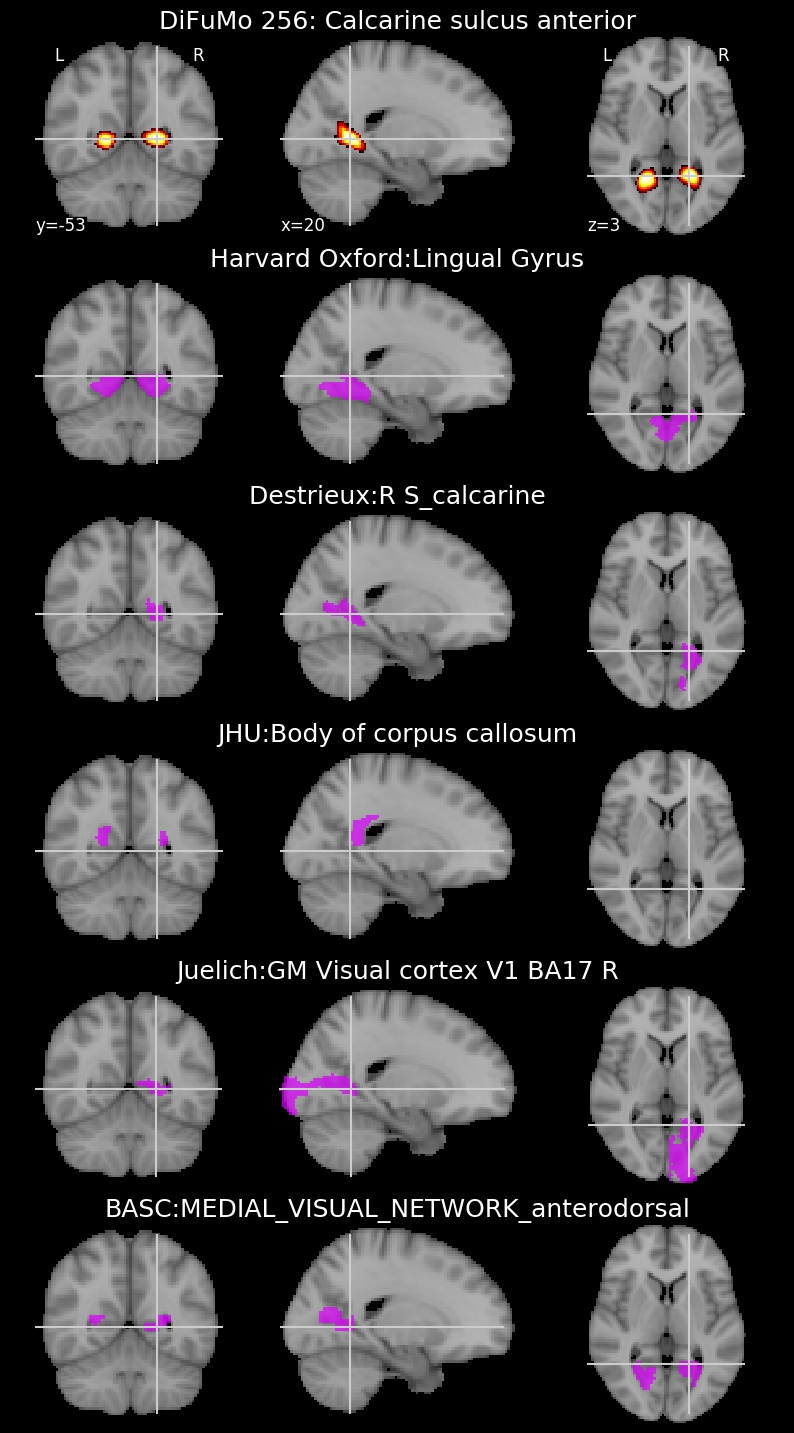 DiFuMo 256: Calcarine sulcus anterior
L R L R
y=-53 x=20 z=3
Harvard Oxford:Lingual Gyrus
Destrieux:R S_calcarine
JHU:Body of corpus callosum
Juelich:GM Visual cortex V1 BA17 R
BASC:MEDIAL_VISUAL_NETWORK_anterodorsal